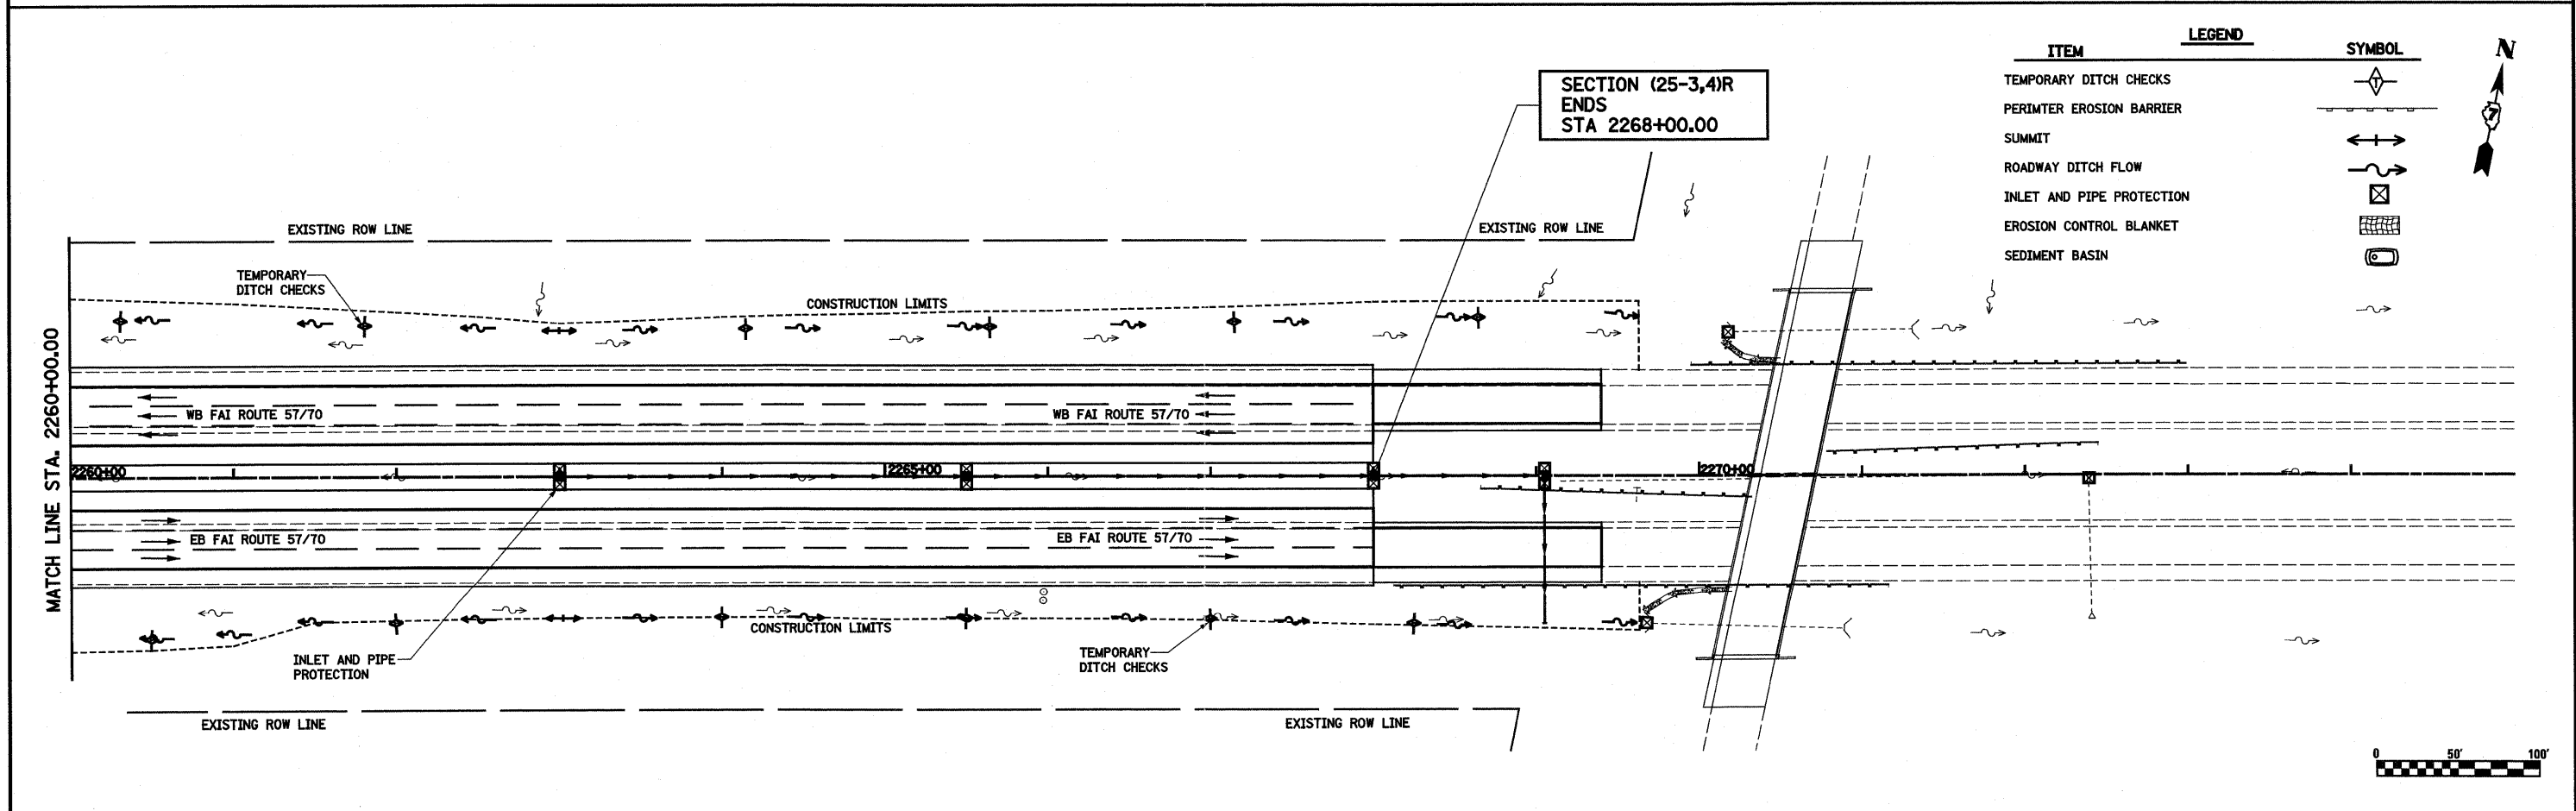 LEGEND
ITEM SYMBOL
TEMPORARY DITCH CHECKS
T
PERIMTER EROSION BARRIER
SUMMIT
ROADWAY DITCH FLOW
INLET AND PIPE PROTECTION
EROSION CONTROL BLANKET
SEDIMENT BASIN
N
7
SECTION (25-3,4)R
ENDS
STA 2268+00.00
EXISTING ROW LINE
EXISTING ROW LINE
TEMPORARY
DITCH CHECKS
CONSTRUCTION LIMITS
MATCH LINE STA. 2260+00.00
WB FAI ROUTE 57/70
WB FAI ROUTE 57/70
2260+00
2265+00
2270+00
EB FAI ROUTE 57/70
EB FAI ROUTE 57/70
CONSTRUCTION LIMITS
INLET AND PIPE
PROTECTION
TEMPORARY
DITCH CHECKS
EXISTING ROW LINE
EXISTING ROW LINE
0 50' 100'